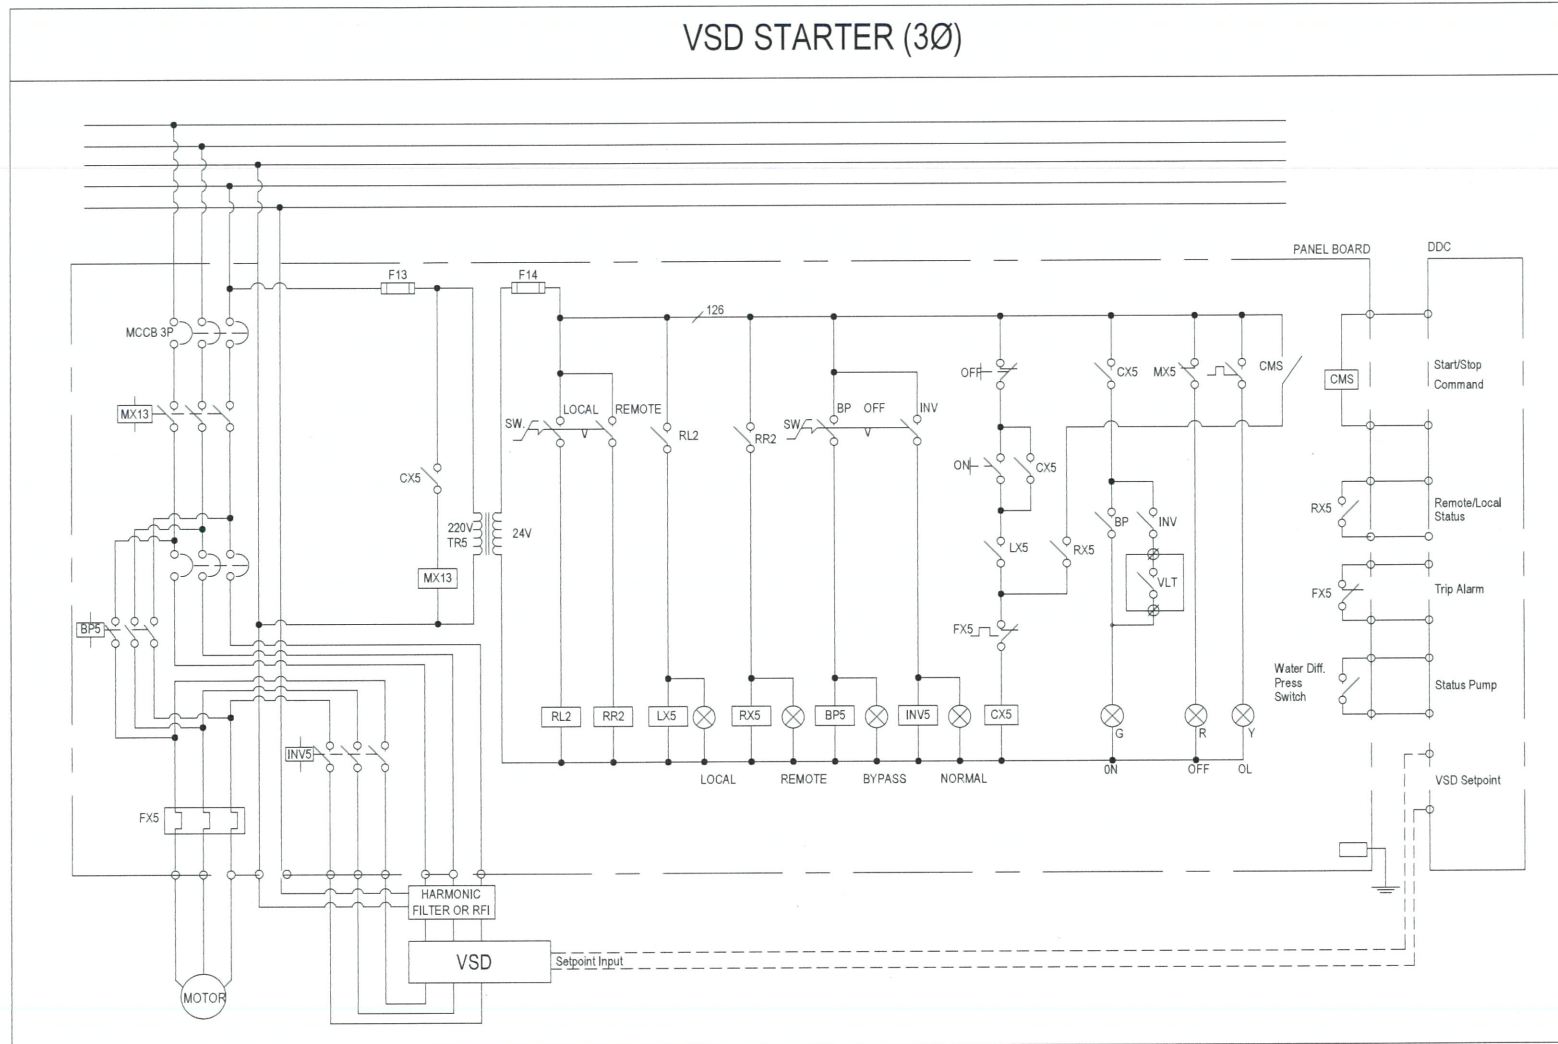 VSD STARTER (3Ø)
PANEL BOARD
DDC
F13
F14
126
MCCB 3P
OFF
CX5
MX5
CMS
CMS
Start/Stop
Command
MX13
SW.
LOCAL
REMOTE
RL2
RR2
SW.
BP
OFF
INV
CX5
ON
CX5
220V
TR5
24V
LX5
RX5
BP
INV
VLT
RX5
Remote/Local
Status
MX13
FX5
Trip Alarm
BP5
FX5
Water Diff.
Press
Switch
Status Pump
RL2
RR2
LX5
RX5
BP5
INV5
CX5
G
R
Y
INV5
LOCAL
REMOTE
BYPASS
NORMAL
0N
OFF
OL
VSD Setpoint
FX5
HARMONIC
FILTER OR RFI
VSD
Setpoint Input
MOTOR